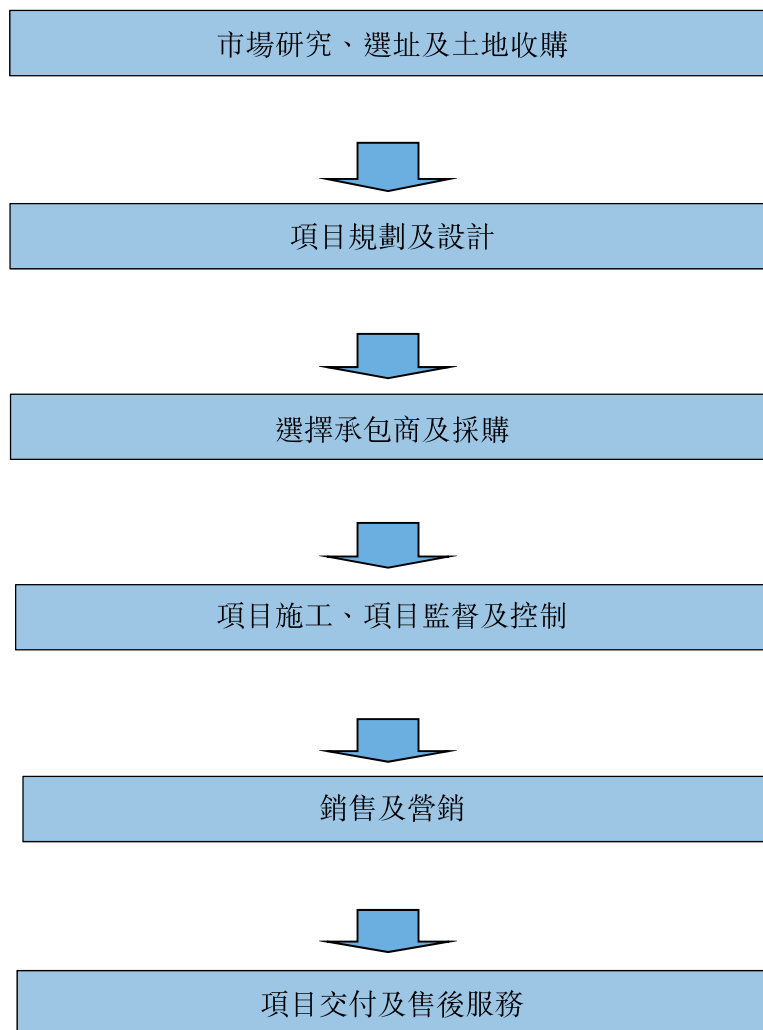 市場研究、選址及土地收購
項目規劃及設計
選擇承包商及採購
項目施工、項目監督及控制
銷售及營銷
項目交付及售後服務